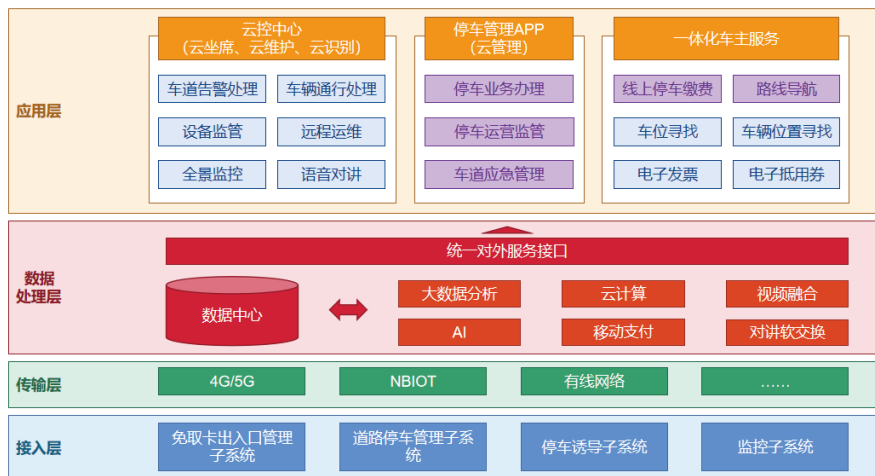 应用层
云控中心
（云坐席、云维护、云识别）
停车管理APP
（云管理）
一体化车主服务
车道告警处理
车辆通行处理
停车业务办理
线上停车缴费
路线导航
设备监管
远程运维
停车运营监管
车位寻找
车辆位置寻找
全景监控
语音对讲
车道应急管理
电子发票
电子抵用券
统一对外服务接口
数据
处理层
数据中心
大数据分析
云计算
视频融合
AI
移动支付
对讲软交换
传输层
4G/5G
NBIOT
有线网络
……
接入层
免取卡出入口管理
子系统
道路停车管理子系
统
停车诱导子系统
监控子系统